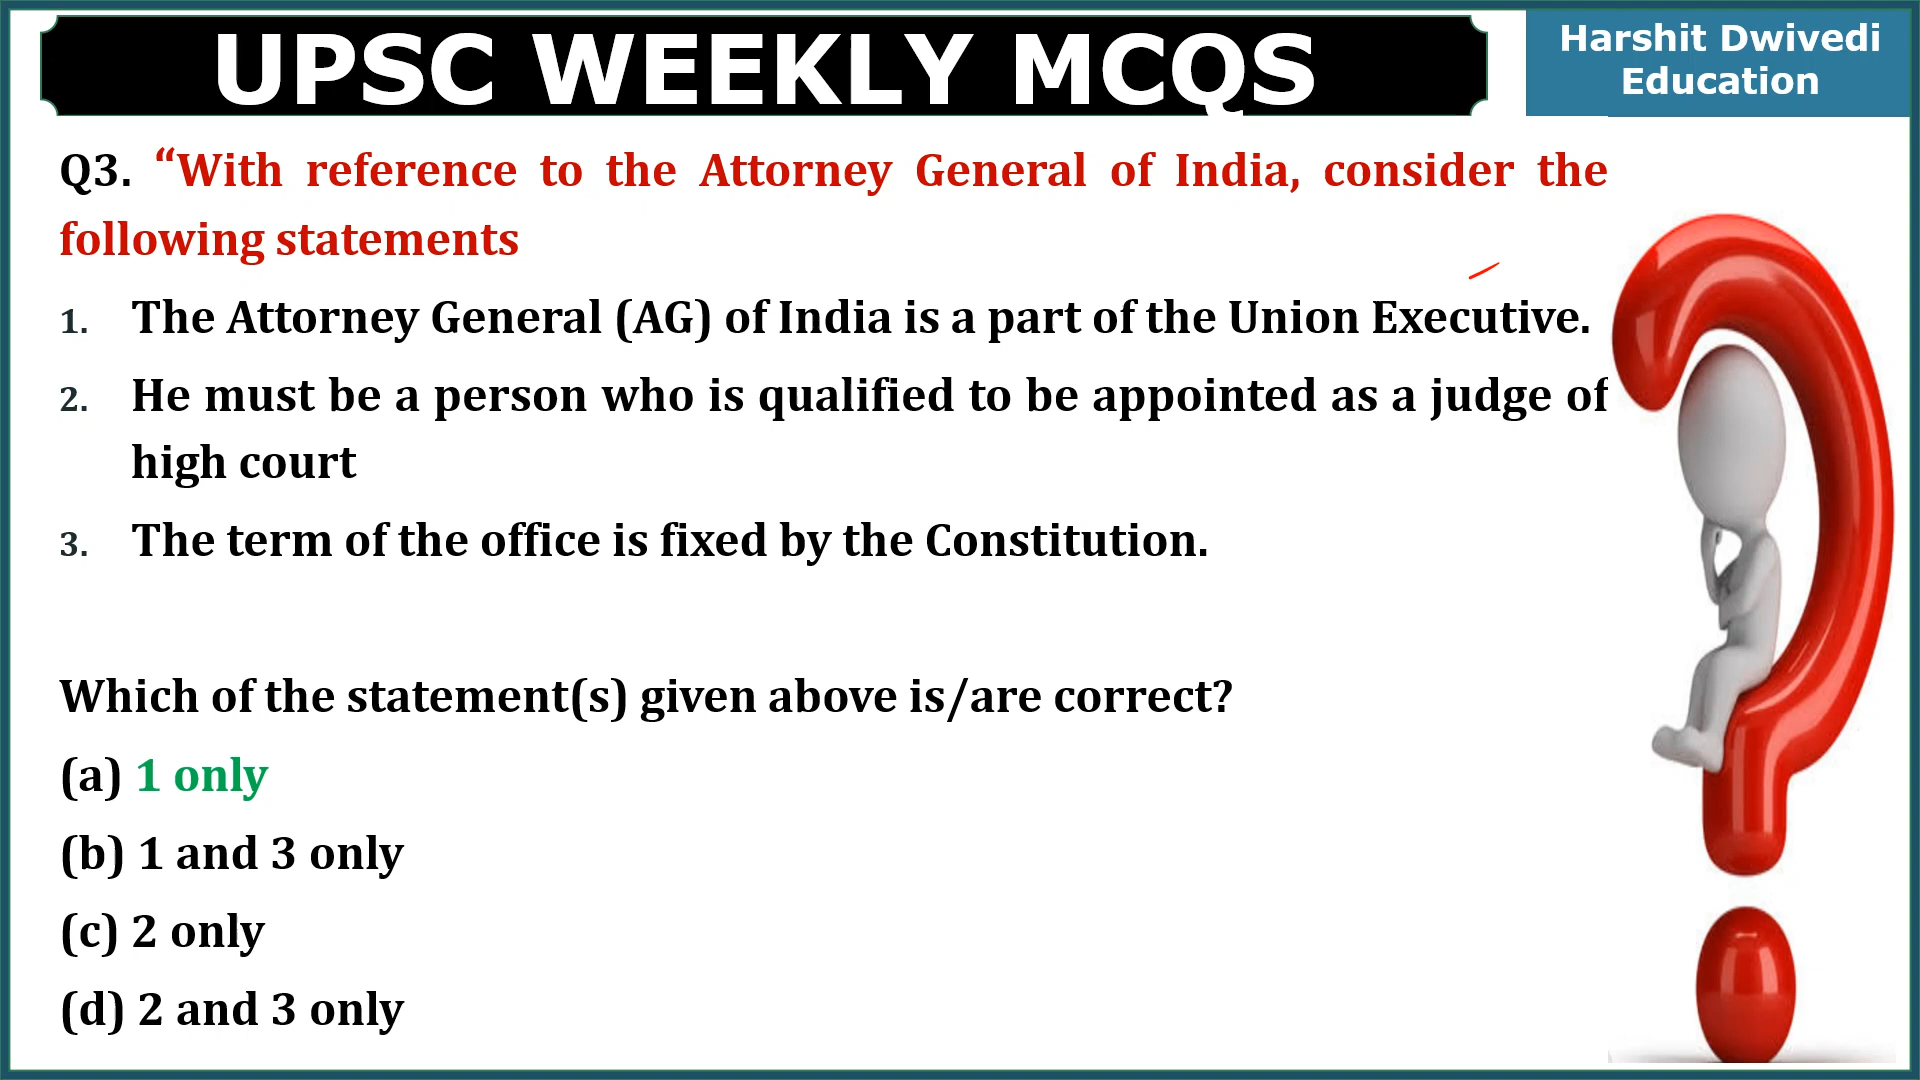 UPSC WEEKLY MCQS
Harshit Dwivedi
Education
Q3. “With reference to the Attorney General of India, consider the
following statements
1. The Attorney General (AG) of India is a part of the Union Executive.
2. He must be a person who is qualified to be appointed as a judge of
high court
3. The term of the office is fixed by the Constitution.
Which of the statement(s) given above is/are correct?
(a) 1 only
(b) 1 and 3 only
(c) 2 only
(d) 2 and 3 only